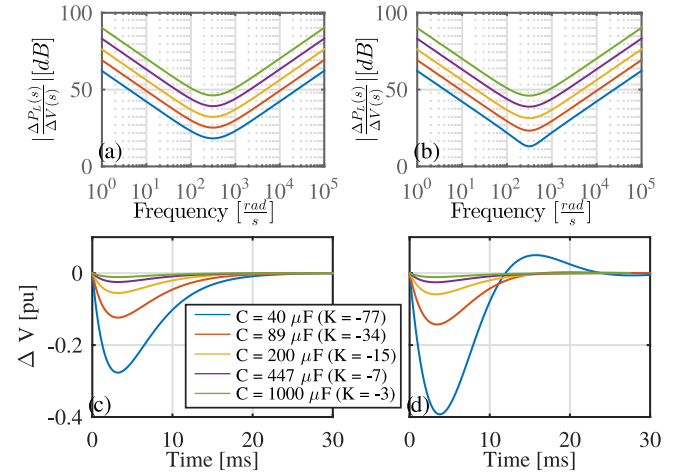 100
50
0
|ΔP_L(s)/ΔV(s)|[dB]
(a)
10^0 10^1 10^2 10^3 10^4 10^5
Frequency [rad/s]
100
50
0
|ΔP_L(s)/ΔV(s)|[dB]
(b)
10^0 10^1 10^2 10^3 10^4 10^5
Frequency [rad/s]
0
-0.2
-0.4
Δ V [pu]
(c)
0 10 20 30
Time [ms]
C = 40 μF (K = -77)
C = 89 μF (K = -34)
C = 200 μF (K = -15)
C = 447 μF (K = -7)
C = 1000 μF (K = -3)
(d)
0 10 20 30
Time [ms]